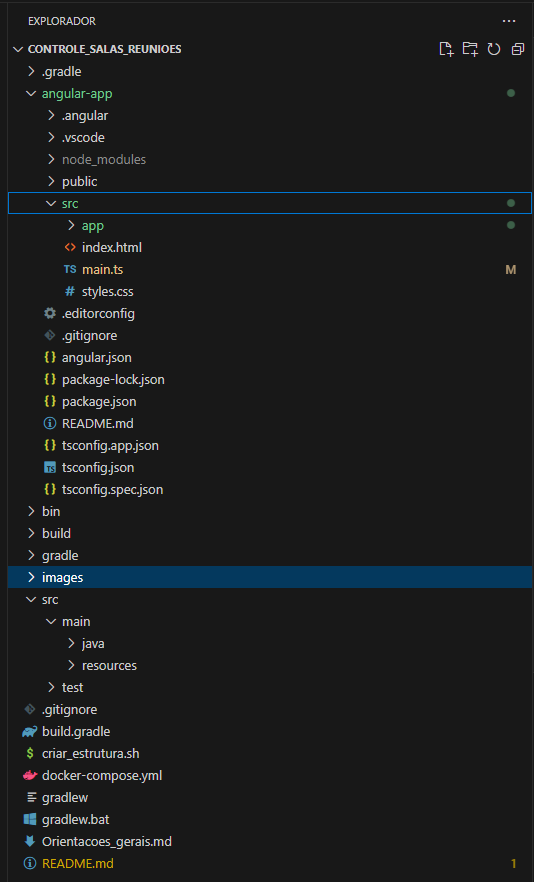 EXPLORADOR
CONTROLE_SALAS_REUNIOES
.gradle
angular-app
.angular
.vscode
node_modules
public
src
app
index.html
TS main.ts M
# styles.css
.editorconfig
.gitignore
{} angular.json
{} package-lock.json
{} package.json
README.md
{} tsconfig.app.json
TS tsconfig.json
{} tsconfig.spec.json
bin
build
gradle
images
src
main
java
resources
test
.gitignore
build.gradle
$ criar_estrutura.sh
docker-compose.yml
gradlew
gradlew.bat
Orientacoes_gerais.md
README.md 1